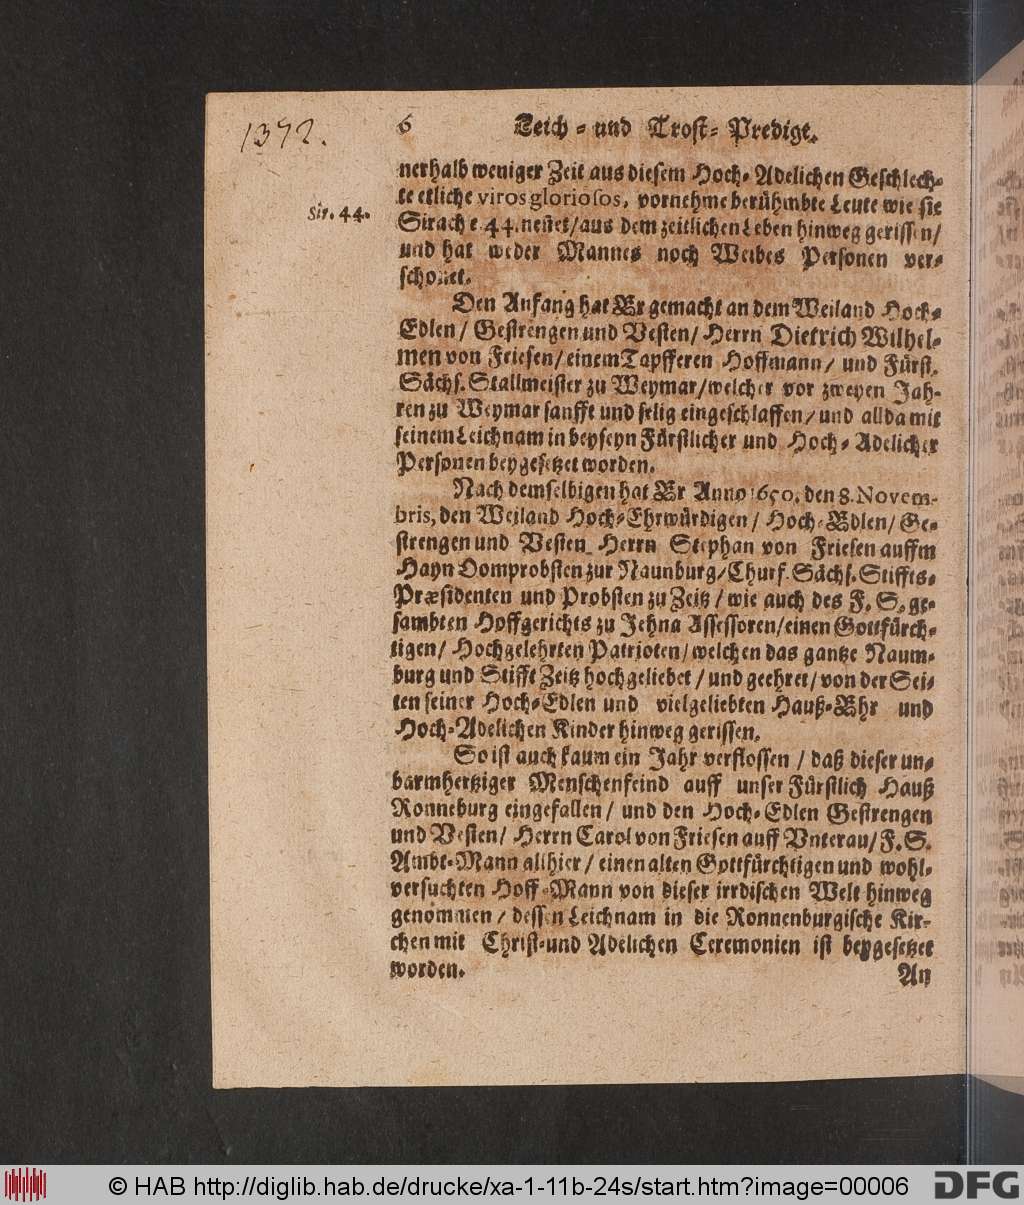 1392.
6 Leich- und Trost-Predigt.
nerhalb weniger Zeit aus diesem Hoch-Adelichen Geschlech-
te etliche viros gloriosos, vornehme berühmbte Leute wie sie
Sir. 44.
Sirach c. 44. neñet/aus dem zeitlichen Leben hinweg gerissen/
und hat weder Mannes noch Weibes Personen ver-
schonet.
Den Anfang hat Er gemacht an dem Weiland Hoch-
Edlen/ Gestrengen und Vesten/ Herrn Dietrich Wilhel-
men von Friesen/einem Tapfferen Hoffmann/ und Fürst.
Sächs. Stallmeister zu Weymar/welcher vor zweyen Jah-
ren zu Weymar sanfft und selig eingeschlaffen/und allda mit
seinem Leichnam in beyseyn Fürstlicher und Hoch-Adelicher
Personen beygesetzet worden.
Nach demselbigen hat Er Anno 1650. den 8. Novem-
bris, den Weiland Hoch-Ehrwürdigen/ Hoch-Edlen/ Ge-
strengen und Vesten Herrn Stephan von Friesen auffm
Hayn Domprobsten zur Naunburg/Churf. Sächs. Stiffts-
Præsidenten und Probsten zu Zeitz/wie auch des F. S. ge-
sambten Hoffgerichts zu Jehna Assessoren/einen Gottfürch-
tigen/ Hochgelehrten Patrioten/welchen das gantze Naum-
burg und Stifft Zeitz hochgeliebet/und geehret/von der Sei-
ten seiner Hoch-Edlen und vielgeliebten Hauß-Ehr und
Hoch-Adelichen Kinder hinweg gerissen.
So ist auch kaum ein Jahr verflossen/ daß dieser un-
barmhertziger Menschenfeind auff unser Fürstlich Hauß
Ronneburg eingefallen/ und den Hoch-Edlen Gestrengen
und Vesten/ Herrn Carol von Friesen auff Unterau/F. S.
Ambt-Mann allhier/einen alten Gottfürchtigen und wohl-
versuchten Hoff-Mann von dieser irrdischen Welt hinweg
genommen/ dessen Leichnam in die Ronnenburgische Kir-
chen mit Christ-und Adelichen Ceremonien ist beygesetzet
worden.
An
© HAB http://diglib.hab.de/drucke/xa-1-11b-24s/start.htm?image=00006
DFG